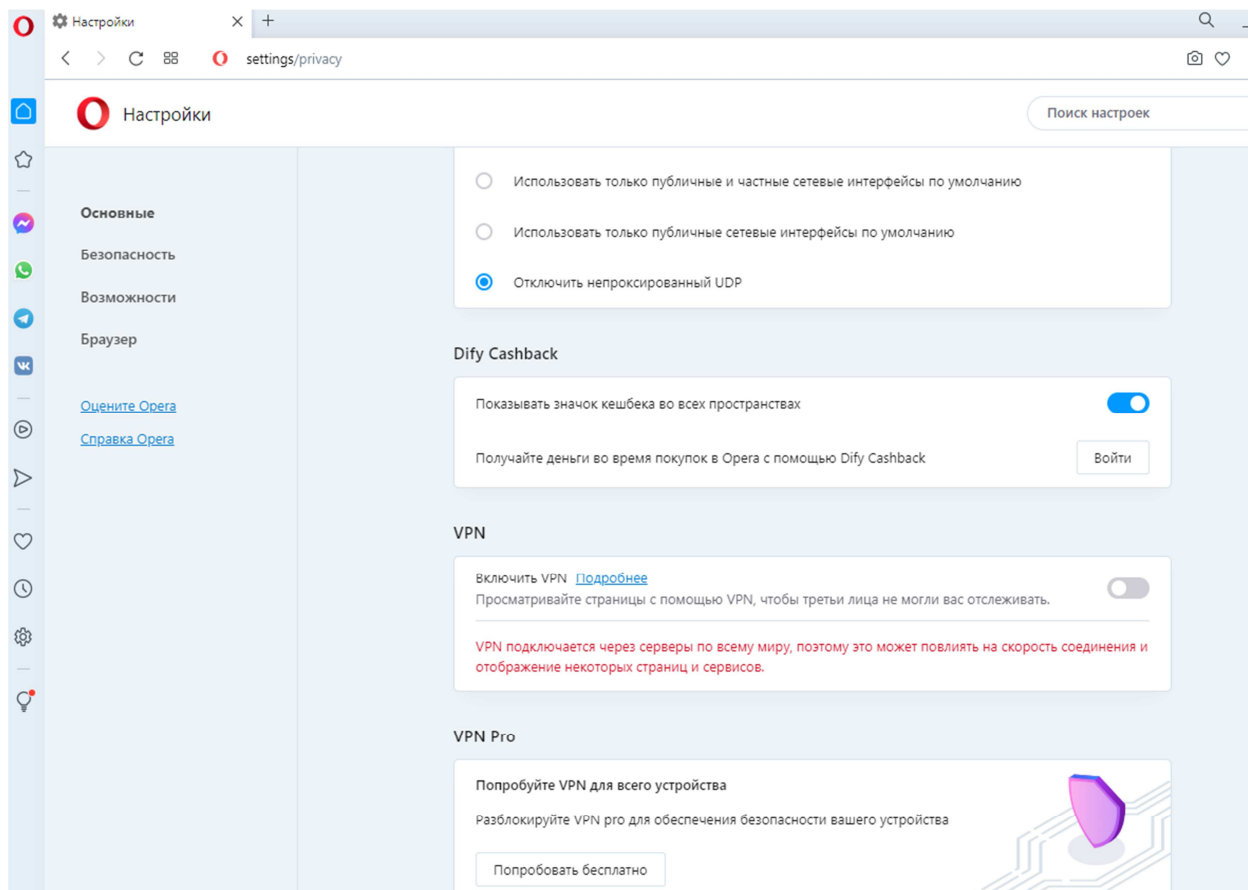 Настройки
settings/privacy
Настройки
Поиск настроек
Основные
Безопасность
Возможности
Браузер
Оцените Opera
Справка Opera
Использовать только публичные и частные сетевые интерфейсы по умолчанию
Использовать только публичные сетевые интерфейсы по умолчанию
Отключить непроксированный UDP
Dify Cashback
Показывать значок кешбека во всех пространствах
Получайте деньги во время покупок в Opera с помощью Dify Cashback
Войти
VPN
Включить VPN Подробнее
Просматривайте страницы с помощью VPN, чтобы третьи лица не могли вас отслеживать.
VPN подключается через серверы по всему миру, поэтому это может повлиять на скорость соединения и
отображение некоторых страниц и сервисов.
VPN Pro
Попробуйте VPN для всего устройства
Разблокируйте VPN pro для обеспечения безопасности вашего устройства
Попробовать бесплатно